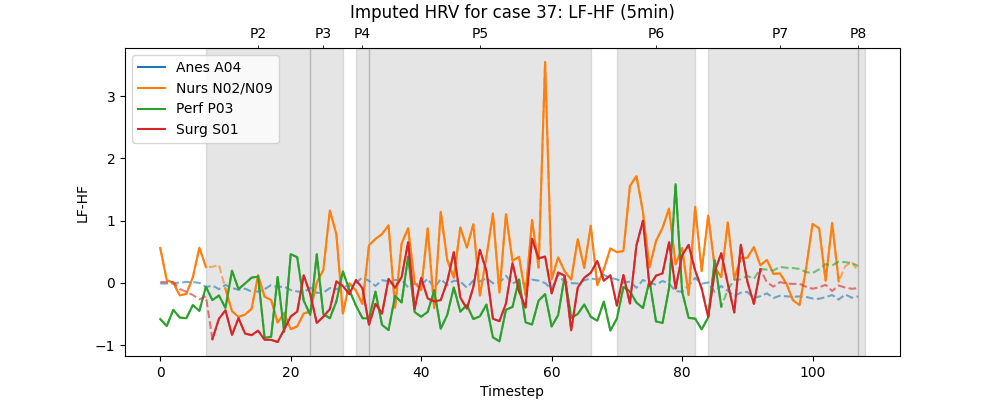 Imputed HRV for case 37: LF-HF (5min)
P2 P3 P4 P5 P6 P7 P8
Anes A04
Nurs N02/N09
Perf P03
Surg S01
LF-HF
3
2
1
0
−1
0 20 40 60 80 100
Timestep